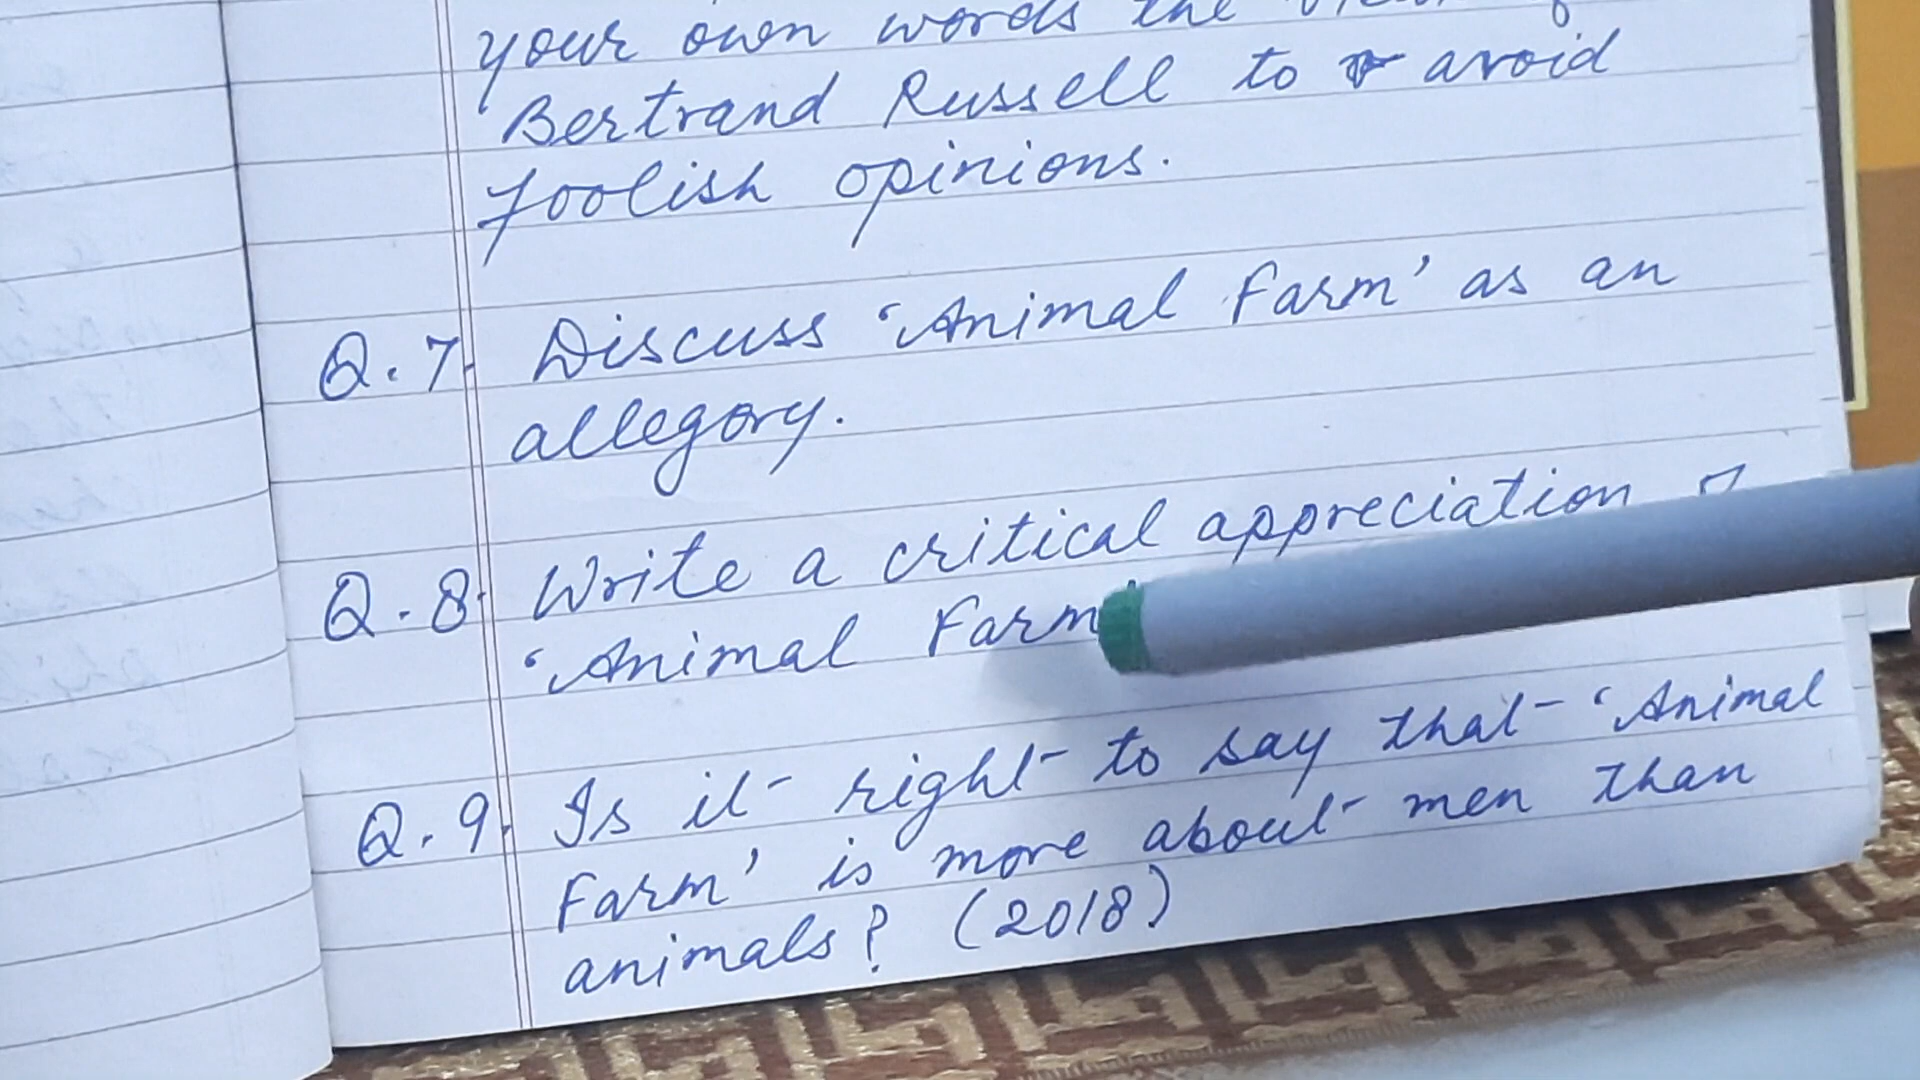 your own words the
Bertrand Russell to avoid
foolish opinions.
Q.7. Discuss 'Animal Farm' as an
allegory.
Q.8. Write a critical appreciation
'Animal Farm
Q.9. Is it right to say that 'Animal
Farm' is more about men than
animals? (2018)